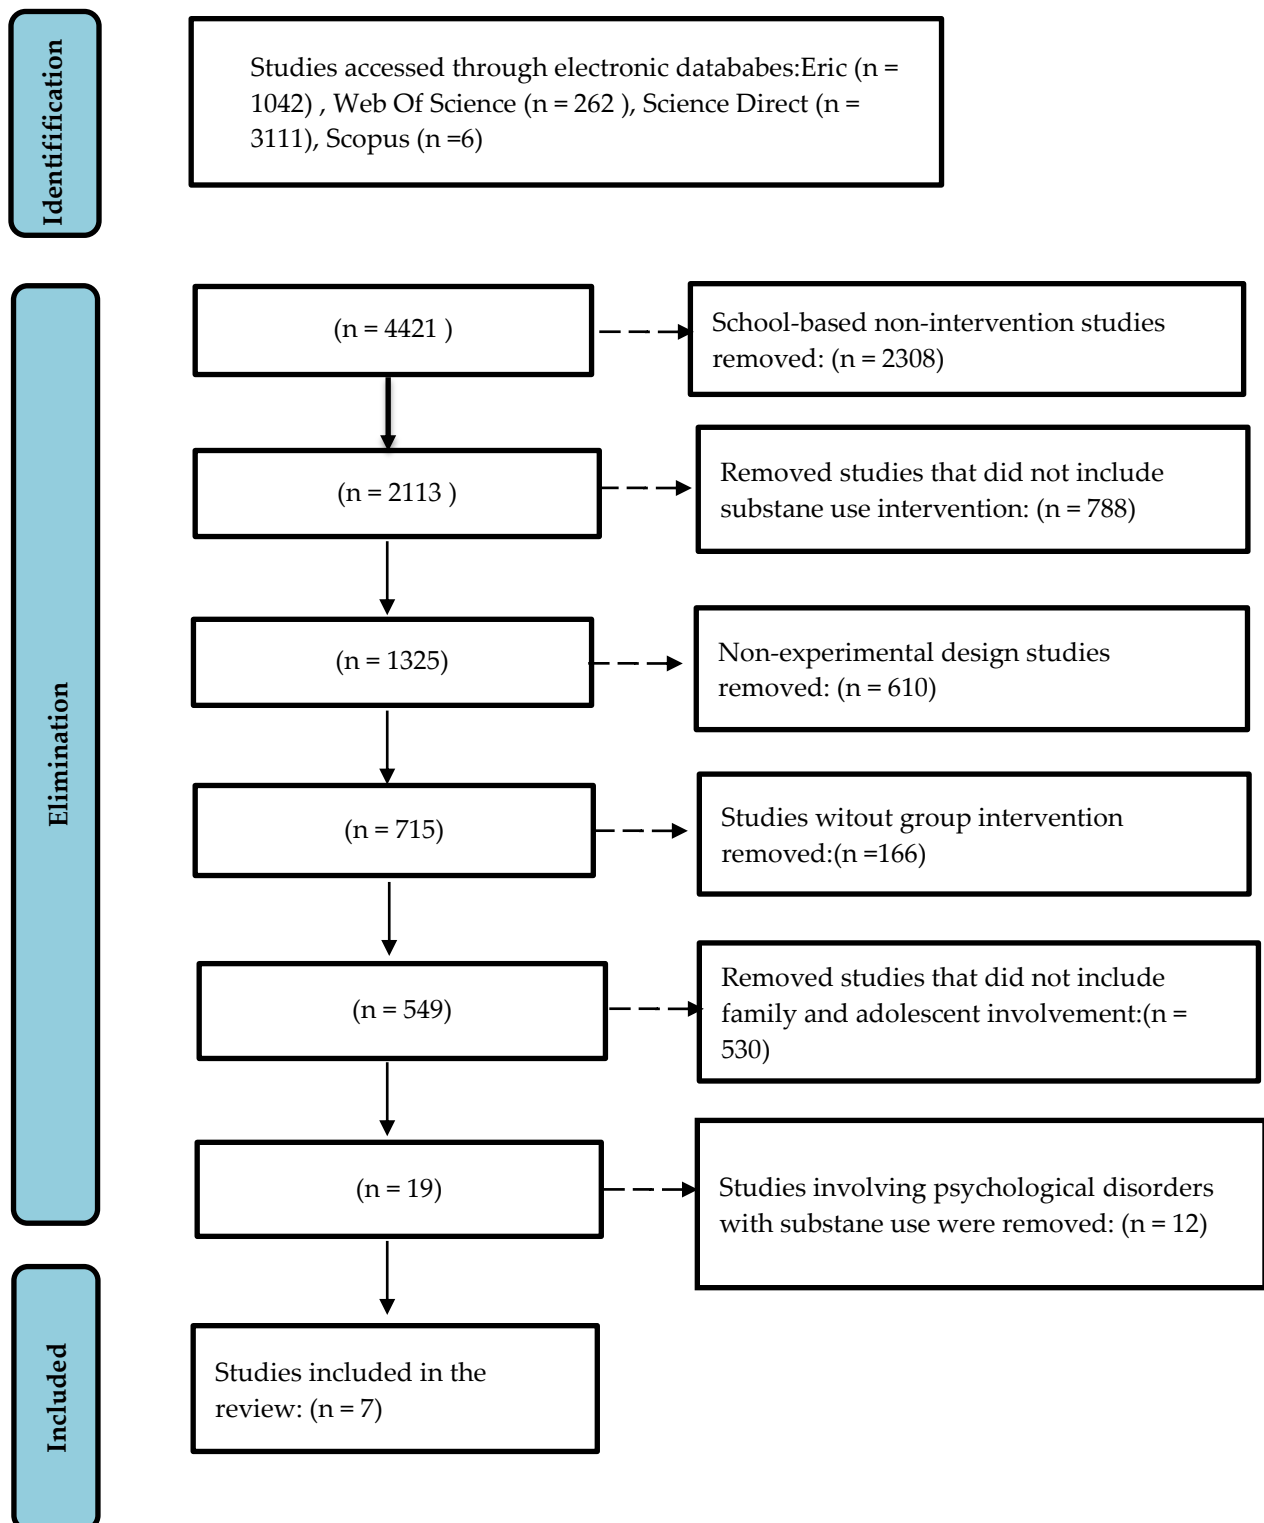 Identifification
Studies accessed through electronic datababes:Eric (n =
1042) , Web Of Science (n = 262 ), Science Direct (n =
3111), Scopus (n =6)
Elimination
(n = 4421 )
School-based non-intervention studies
removed: (n = 2308)
(n = 2113 )
Removed studies that did not include
substane use intervention: (n = 788)
(n = 1325)
Non-experimental design studies
removed: (n = 610)
(n = 715)
Studies witout group intervention
removed:(n =166)
(n = 549)
Removed studies that did not include
family and adolescent involvement:(n =
530)
(n = 19)
Studies involving psychological disorders
with substane use were removed: (n = 12)
Included
Studies included in the
review: (n = 7)